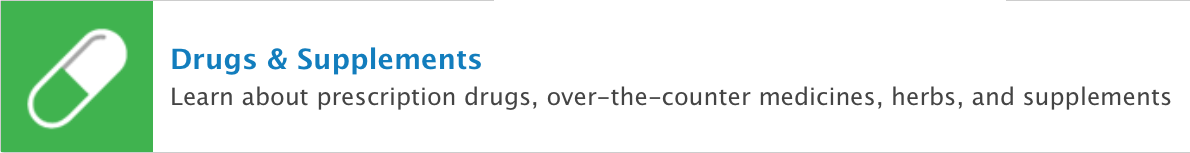 Drugs & Supplements
Learn about prescription drugs, over-the-counter medicines, herbs, and supplements